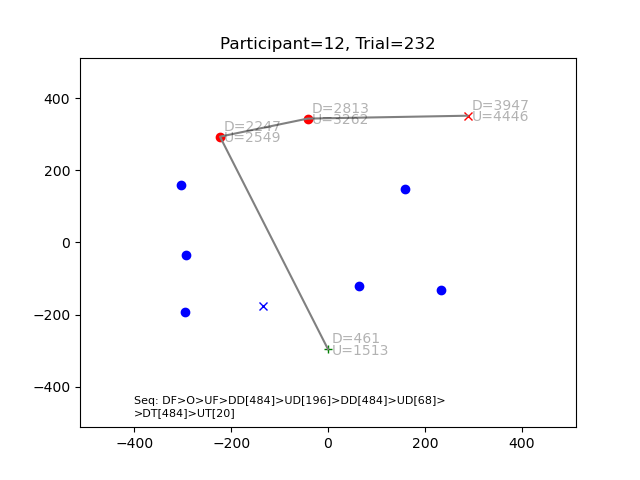 Participant=12, Trial=232
D=3947
U=4446
D=2813
U=3262
D=2247
U=2549
D=461
U=1513
400
200
0
−200
−400
Seq: DF>O>UF>DD[484]>UD[196]>DD[484]>UD[68]>
>DT[484]>UT[20]
−400 −200 0 200 400